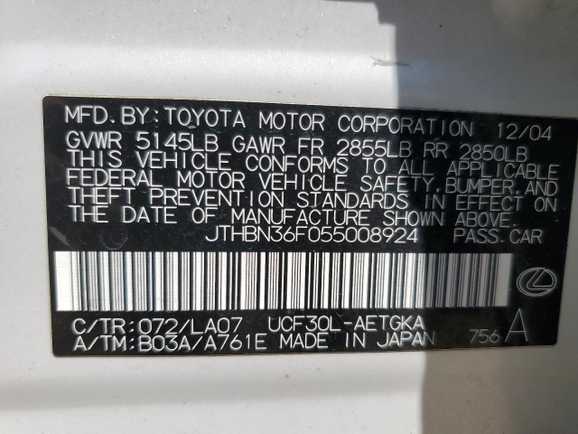 MFD. BY: TOYOTA MOTOR CORPORATION 12/04
GVWR 5145LB GAWR FR 2855LB RR 2850LB
THIS VEHICLE CONFORMS TO ALL APPLICABLE
FEDERAL MOTOR VEHICLE SAFETY, BUMPER, AND
THEFT PREVENTION STANDARDS IN EFFECT ON
THE DATE OF MANUFACTURE SHOWN ABOVE.
JTHBN36F055008924 PASS. CAR
C/TR: 072/LA07 UCF30L-AETGKA
A/TM: B03A/A761E MADE IN JAPAN 756 A